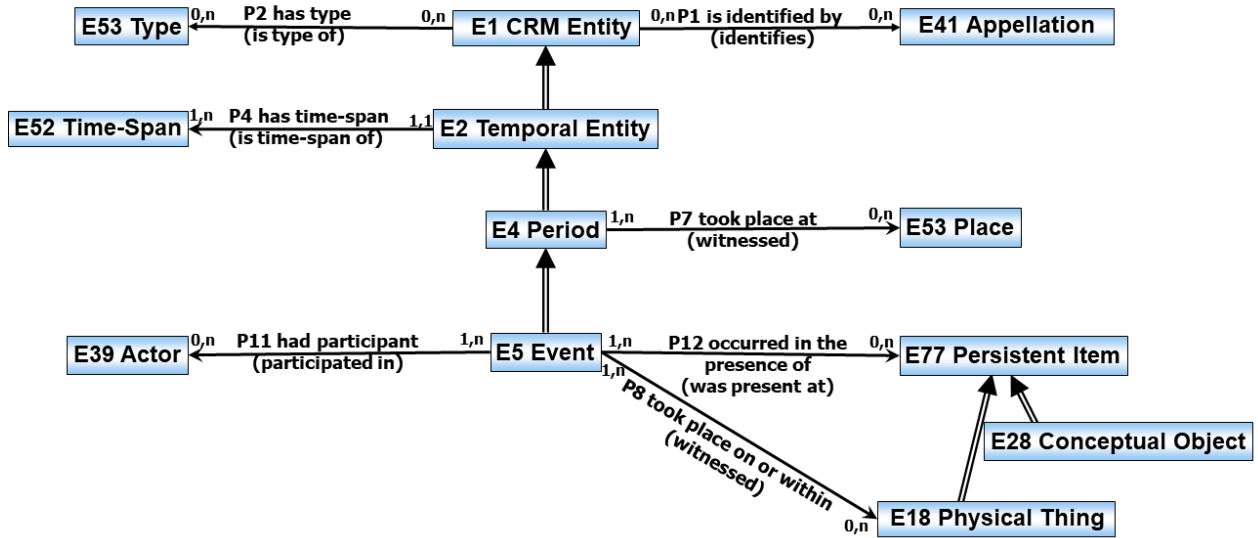 E53 Type
0,n
P2 has type
(is type of)
0,n
E1 CRM Entity
0,n
P1 is identified by
(identifies)
0,n
E41 Appellation
E52 Time-Span
1,n
P4 has time-span
(is time-span of)
1,1
E2 Temporal Entity
E4 Period
1,n
P7 took place at
(witnessed)
0,n
E53 Place
E39 Actor
0,n
P11 had participant
(participated in)
1,n
E5 Event
1,n
P12 occurred in the
presence of
(was present at)
0,n
E77 Persistent Item
1,n
P8 took place on or within
(witnessed)
0,n
E28 Conceptual Object
E18 Physical Thing